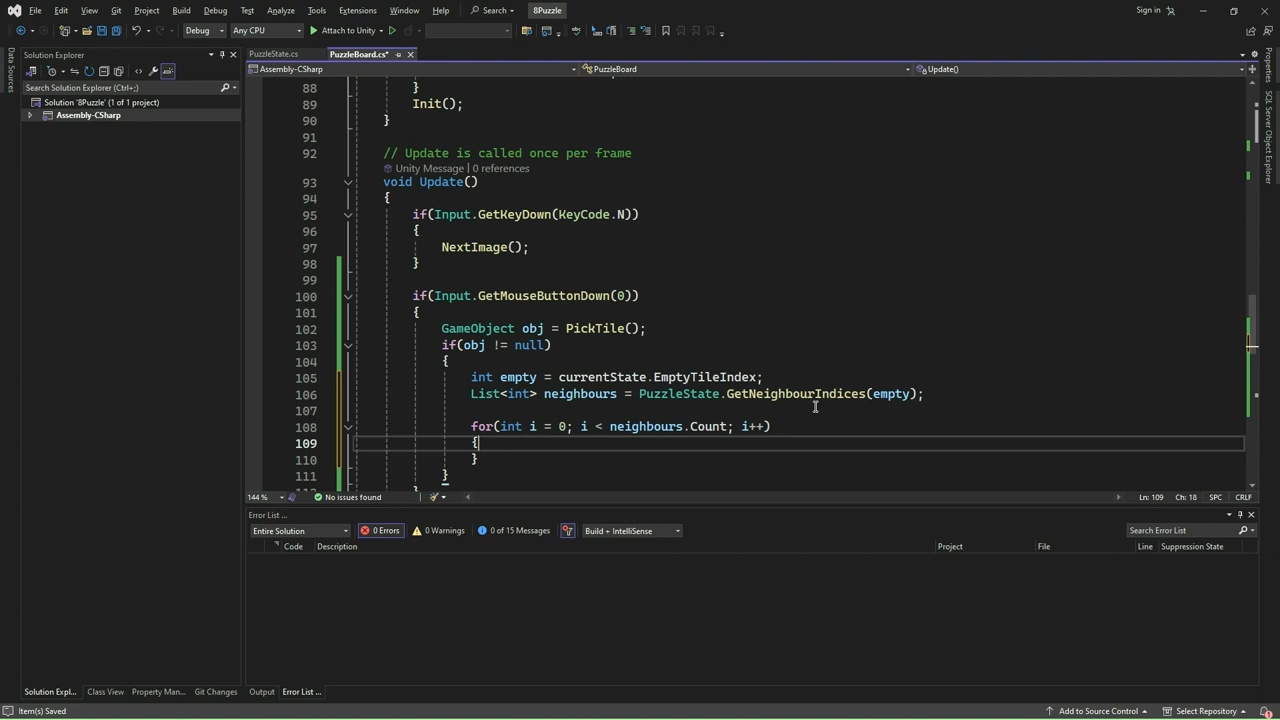 File Edit View Git Project Build Debug Test Analyze Tools Extensions Window Help Search 8Puzzle Sign in
Debug Any CPU Attach to Unity
Data Sources
Solution Explorer
PuzzleState.cs PuzzleBoard.cs*
Assembly-CSharp PuzzleBoard Update()
Search Solution Explorer (Ctrl+;)
Solution '8Puzzle' (1 of 1 project)
Assembly-CSharp
88 }
89 Init();
90 }
91
92 // Update is called once per frame
Unity Message | 0 references
93 void Update()
94 {
95 if(Input.GetKeyDown(KeyCode.N))
96 {
97 NextImage();
98 }
99
100 if(Input.GetMouseButtonDown(0))
101 {
102 GameObject obj = PickTile();
103 if(obj != null)
104 {
105 int empty = currentState.EmptyTileIndex;
106 List<int> neighbours = PuzzleState.GetNeighbourIndices(empty);
107
108 for(int i = 0; i < neighbours.Count; i++)
109 {
110 }
111 }
144 % No issues found Ln: 109 Ch: 18 SPC CRLF
Properties
SQL Server Object Explorer
Error List ...
Entire Solution 0 Errors 0 Warnings 0 of 15 Messages Build + IntelliSense Search Error List
Code Description Project File Line Suppression State
Solution Expl... Class View Property Man... Git Changes Output Error List ...
Item(s) Saved Add to Source Control Select Repository